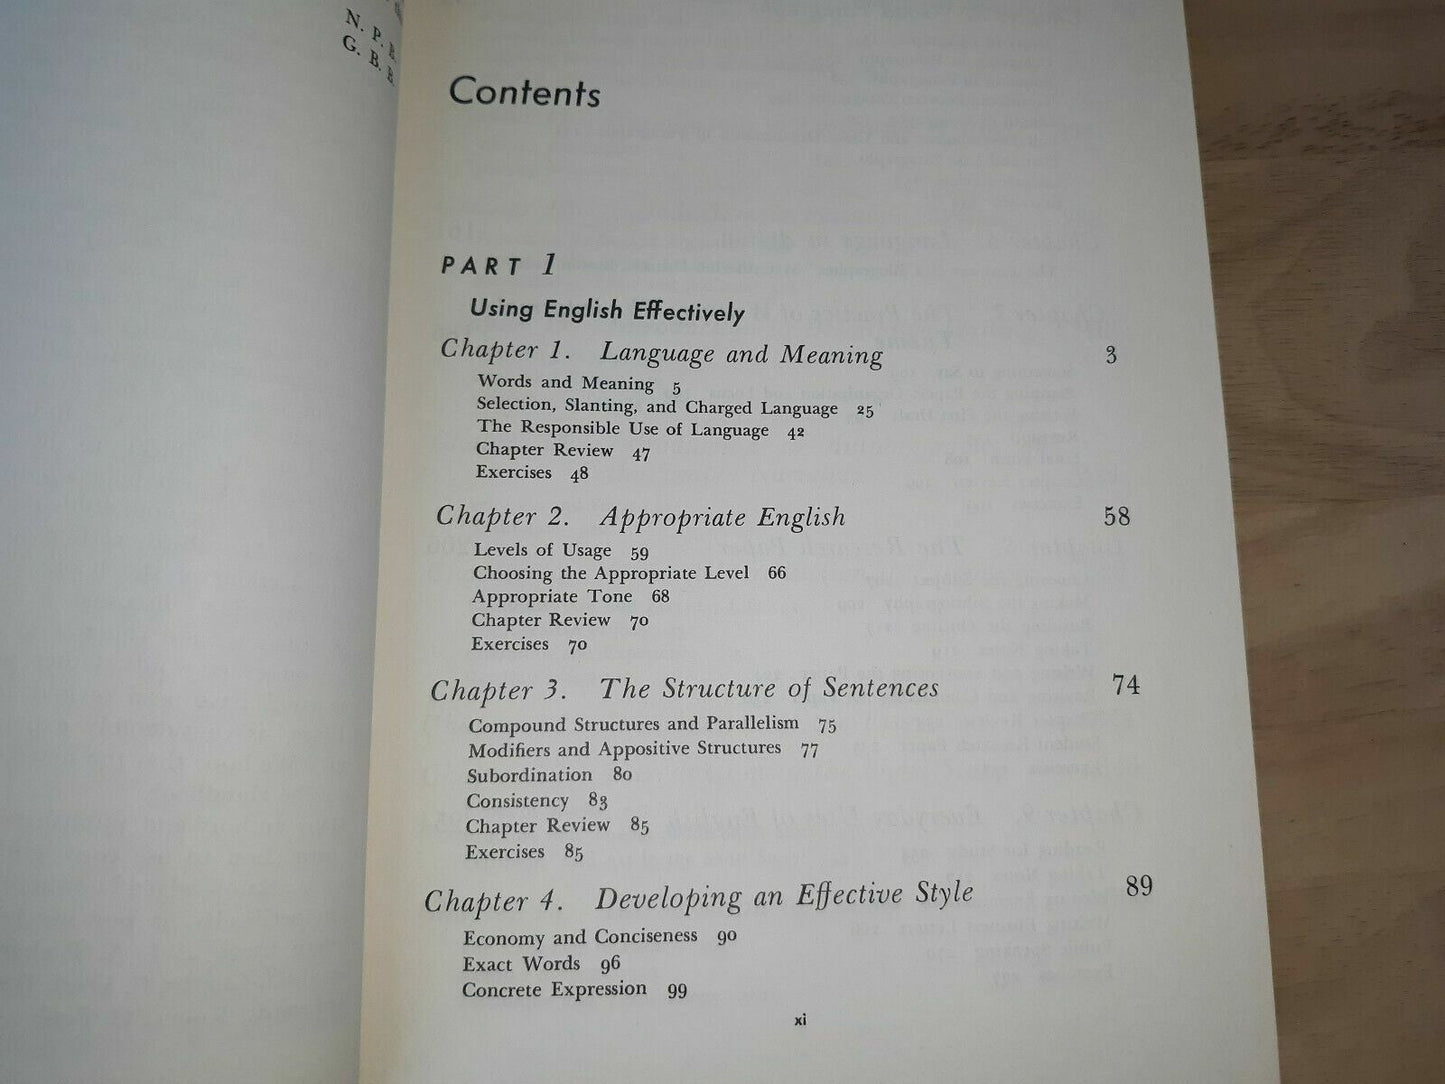 N. P. B.
G. B. B.
Contents
PART 1
Using English Effectively
Chapter 1. Language and Meaning 3
Words and Meaning 5
Selection, Slanting, and Charged Language 25
The Responsible Use of Language 42
Chapter Review 47
Exercises 48
Chapter 2. Appropriate English 58
Levels of Usage 59
Choosing the Appropriate Level 66
Appropriate Tone 68
Chapter Review 70
Exercises 70
Chapter 3. The Structure of Sentences 74
Compound Structures and Parallelism 75
Modifiers and Appositive Structures 77
Subordination 80
Consistency 83
Chapter Review 85
Exercises 85
Chapter 4. Developing an Effective Style 89
Economy and Conciseness 90
Exact Words 96
Concrete Expression 99
xi